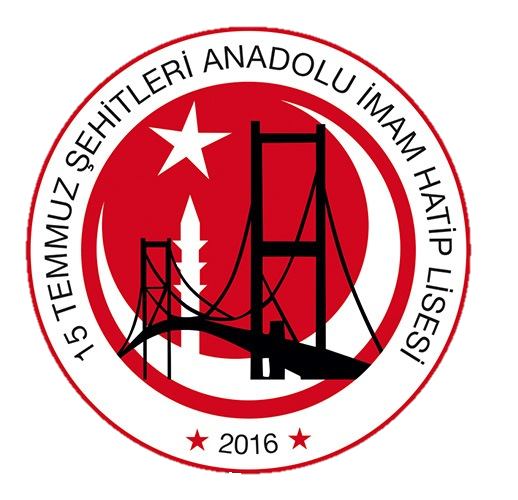 15 TEMMUZ ŞEHİTLERİ ANADOLU İMAM HATİP LİSESİ
2016